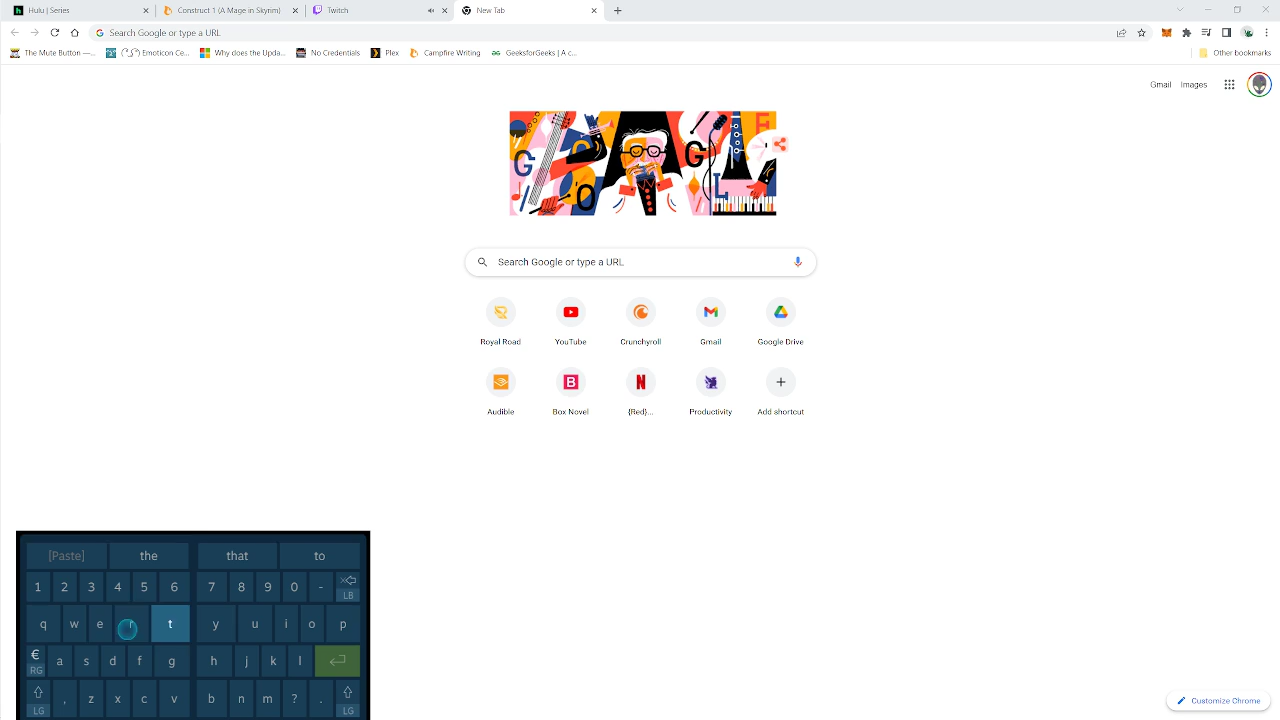 Hulu | Series
Construct 1 (A Mage in Skyrim)
Twitch
New Tab
Search Google or type a URL
The Mute Button —...
Emoticon Ce...
Why does the Upda...
No Credentials
Plex
Campfire Writing
GeeksforGeeks | A c...
Other bookmarks
Gmail Images
G O O G L E
Search Google or type a URL
Royal Road YouTube Crunchyroll Gmail Google Drive
Audible Box Novel {Red}... Productivity Add shortcut
[Paste] the that to
1 2 3 4 5 6 7 8 9 0 - LB
q w e r t y u i o p
€ RG a s d f g h j k l
LG , z x c v b n m ? . LG
Customize Chrome